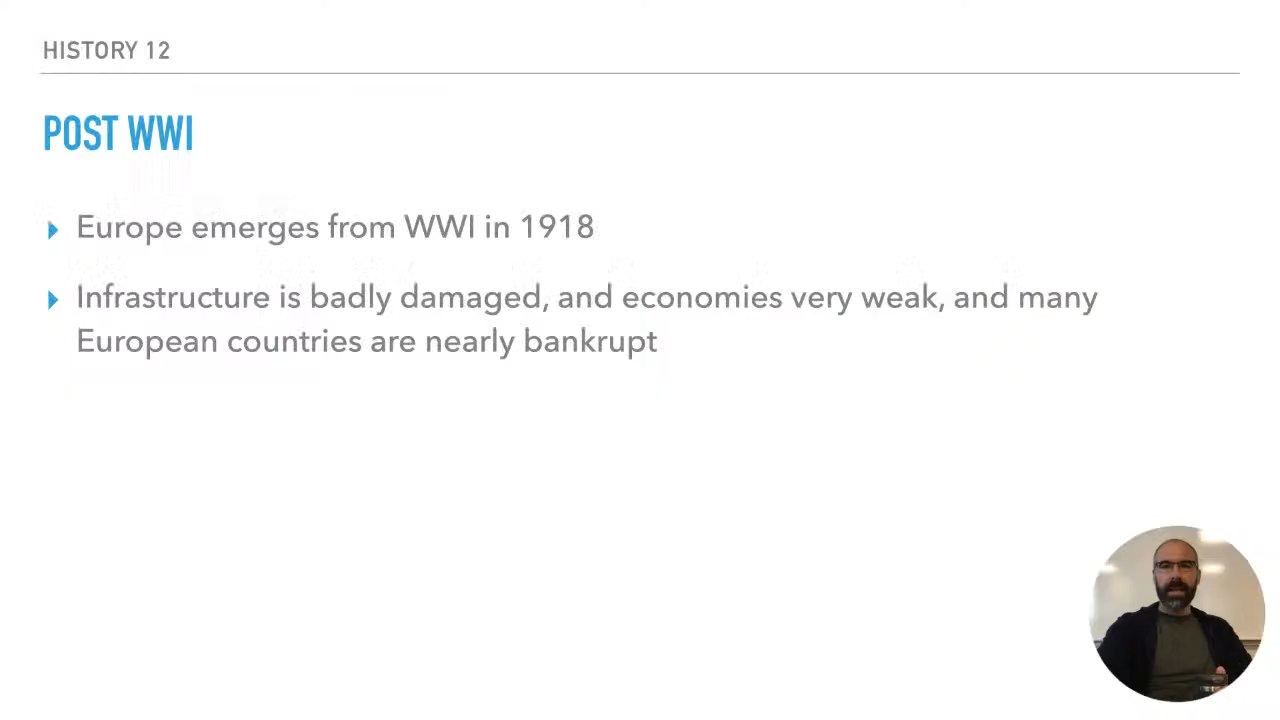 HISTORY 12
POST WWI
Europe emerges from WWI in 1918
Infrastructure is badly damaged, and economies very weak, and many
European countries are nearly bankrupt